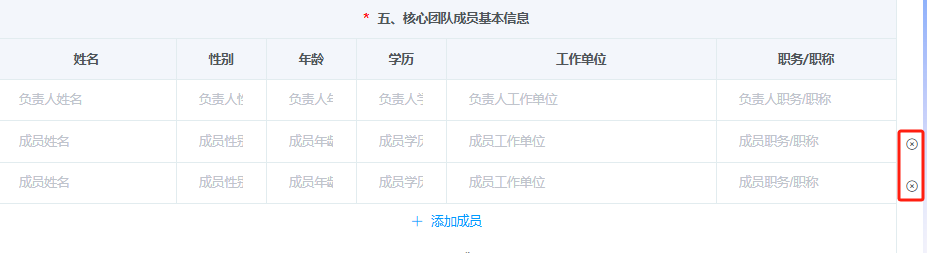 * 五、核心团队成员基本信息
姓名 性别 年龄 学历 工作单位 职务/职称
负责人姓名 负责人性 负责人年 负责人学 负责人工作单位 负责人职务/职称
成员姓名 成员性别 成员年龄 成员学历 成员工作单位 成员职务/职称
成员姓名 成员性别 成员年龄 成员学历 成员工作单位 成员职务/职称
+ 添加成员